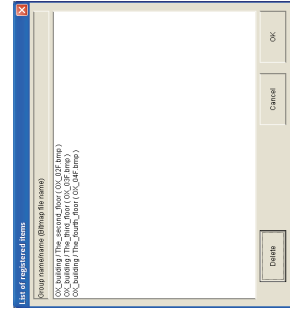 List of registered items
Group name/name (Bitmap file name)
OX_building / The_second_floor ( OX_02F.bmp )
OX_building / The_third_floor ( OX_03F.bmp )
OX_building / The_fourth_floor ( OX_04F.bmp )
Delete
Cancel
OK